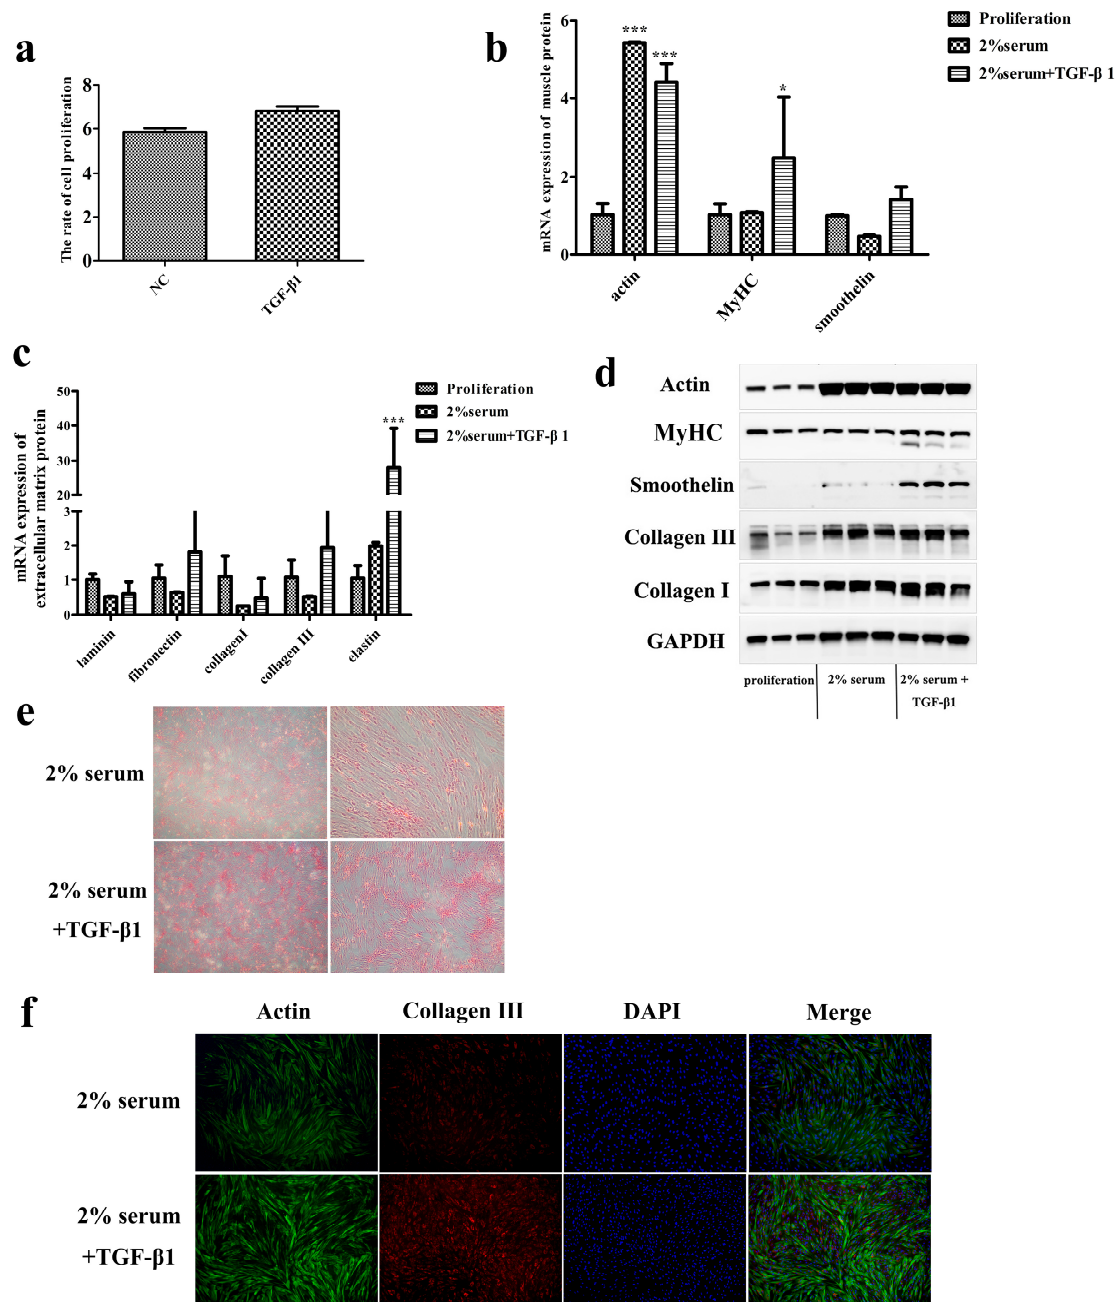 a
The rate of cell proliferation
8
6
4
2
0
NC
TGF-β1
b
mRNA expression of muscle protein
6
4
2
0
***
***
*
actin
MyHC
smoothelin
Proliferation
2%serum
2%serum+TGF-β 1
c
mRNA expression of
extracellular matrix protein
50
40
30
20
3
2
1
0
***
laminin
fibronectin
collagenI
collagen III
elastin
Proliferation
2%serum
2%serum+TGF-β 1
d
Actin
MyHC
Smoothelin
Collagen III
Collagen I
GAPDH
proliferation
2% serum
2% serum +
TGF-β1
e
2% serum
2% serum
+TGF-β1
f
Actin
Collagen III
DAPI
Merge
2% serum
2% serum
+TGF-β1